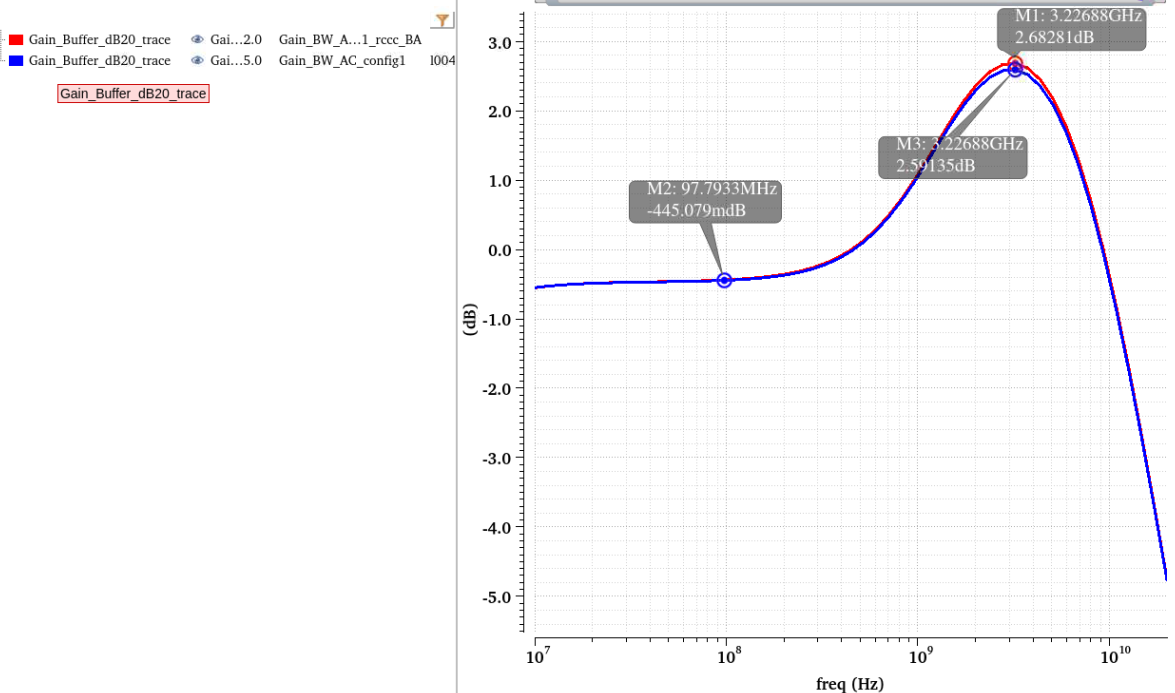 Gain_Buffer_dB20_trace Gai...2.0 Gain_BW_A...1_rccc_BA
Gain_Buffer_dB20_trace Gai...5.0 Gain_BW_AC_config1 1004
Gain_Buffer_dB20_trace
M1: 3.22688GHz
2.68281dB
M3: 3.22688GHz
2.59135dB
M2: 97.7933MHz
-445.079mdB
3.0
2.0
1.0
0.0
-1.0
-2.0
-3.0
-4.0
-5.0
(dB)
10⁷ 10⁸ 10⁹ 10¹⁰
freq (Hz)